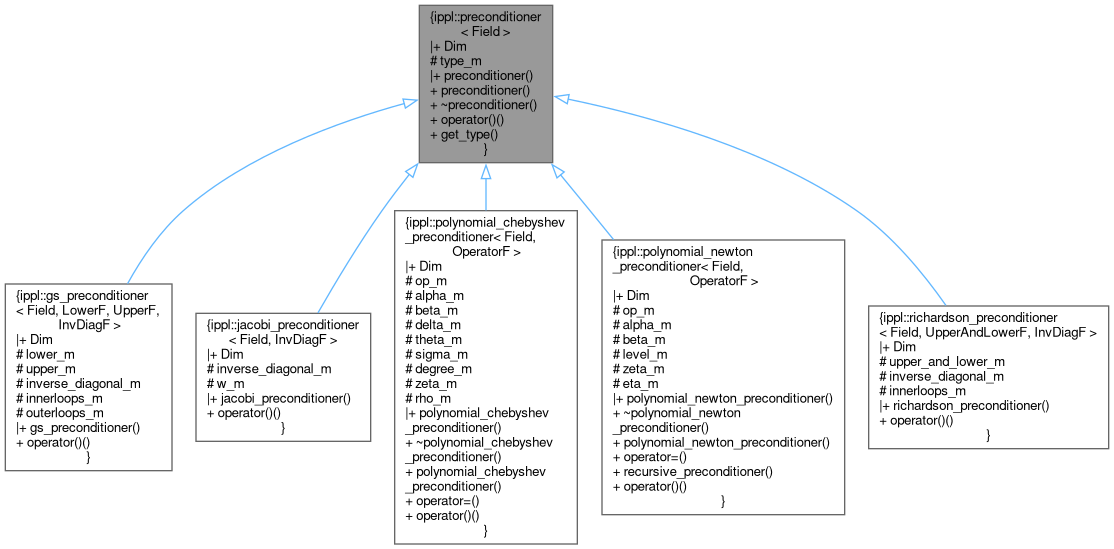 {ippl::preconditioner
< Field >
|+ Dim
# type_m
|+ preconditioner()
+ preconditioner()
+ ~preconditioner()
+ operator()()
+ get_type()
}
{ippl::gs_preconditioner
< Field, LowerF, UpperF,
InvDiagF >
|+ Dim
# lower_m
# upper_m
# inverse_diagonal_m
# innerloops_m
# outerloops_m
|+ gs_preconditioner()
+ operator()()
}
{ippl::jacobi_preconditioner
< Field, InvDiagF >
|+ Dim
# inverse_diagonal_m
# w_m
|+ jacobi_preconditioner()
+ operator()()
}
{ippl::polynomial_chebyshev
_preconditioner< Field,
OperatorF >
|+ Dim
# op_m
# alpha_m
# beta_m
# delta_m
# theta_m
# sigma_m
# degree_m
# zeta_m
# rho_m
|+ polynomial_chebyshev
_preconditioner()
+ ~polynomial_chebyshev
_preconditioner()
+ polynomial_chebyshev
_preconditioner()
+ operator=()
+ operator()()
}
{ippl::polynomial_newton
_preconditioner< Field,
OperatorF >
|+ Dim
# op_m
# alpha_m
# beta_m
# level_m
# zeta_m
# eta_m
|+ polynomial_newton_preconditioner()
+ ~polynomial_newton
_preconditioner()
+ polynomial_newton_preconditioner()
+ operator=()
+ recursive_preconditioner()
+ operator()()
}
{ippl::richardson_preconditioner
< Field, UpperAndLowerF, InvDiagF >
|+ Dim
# upper_and_lower_m
# inverse_diagonal_m
# innerloops_m
|+ richardson_preconditioner()
+ operator()()
}